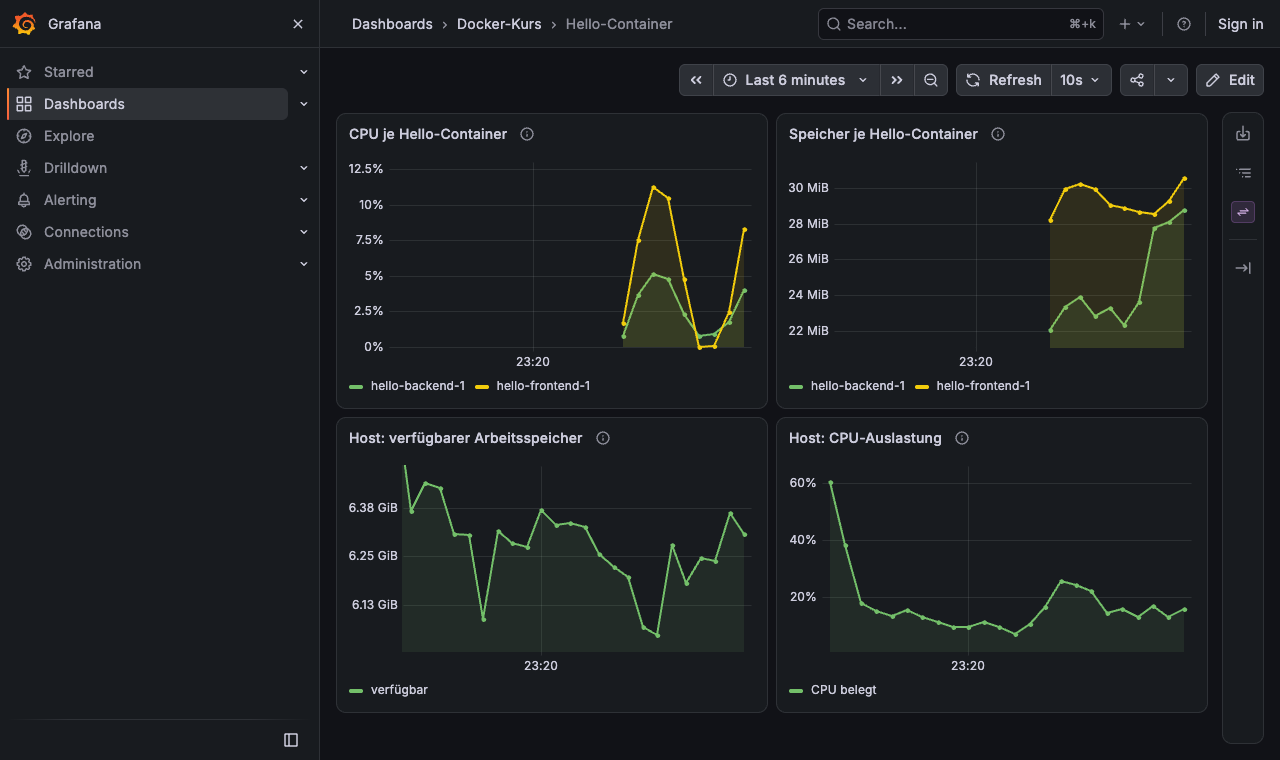 Grafana
Dashboards › Docker-Kurs › Hello-Container
Search... ⌘+k
Sign in
Starred
Dashboards
Explore
Drilldown
Alerting
Connections
Administration
Last 6 minutes
Refresh 10s
Edit
CPU je Hello-Container
12.5%
10%
7.5%
5%
2.5%
0%
23:20
hello-backend-1 hello-frontend-1
Speicher je Hello-Container
30 MiB
28 MiB
26 MiB
24 MiB
22 MiB
23:20
hello-backend-1 hello-frontend-1
Host: verfügbarer Arbeitsspeicher
6.38 GiB
6.25 GiB
6.13 GiB
23:20
verfügbar
Host: CPU-Auslastung
60%
40%
20%
23:20
CPU belegt